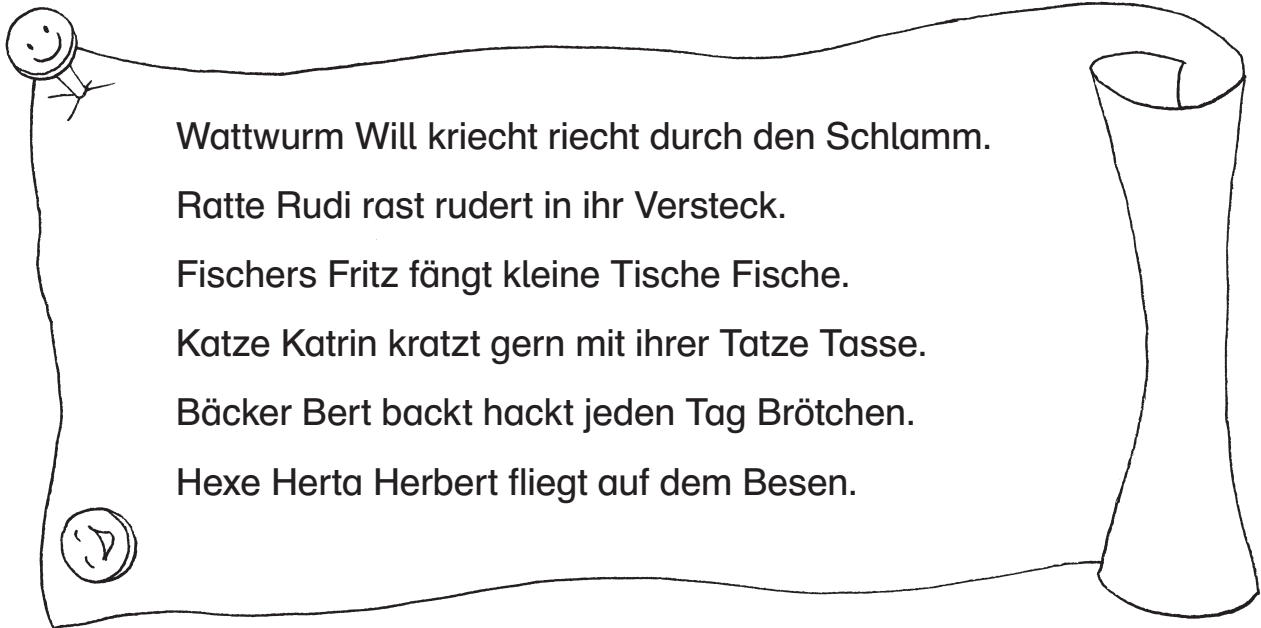 Wattwurm Will kriecht riecht durch den Schlamm.
Ratte Rudi rast rudert in ihr Versteck.
Fischers Fritz fängt kleine Tische Fische.
Katze Katrin kratzt gern mit ihrer Tatze Tasse.
Bäcker Bert backt hackt jeden Tag Brötchen.
Hexe Herta Herbert fliegt auf dem Besen.